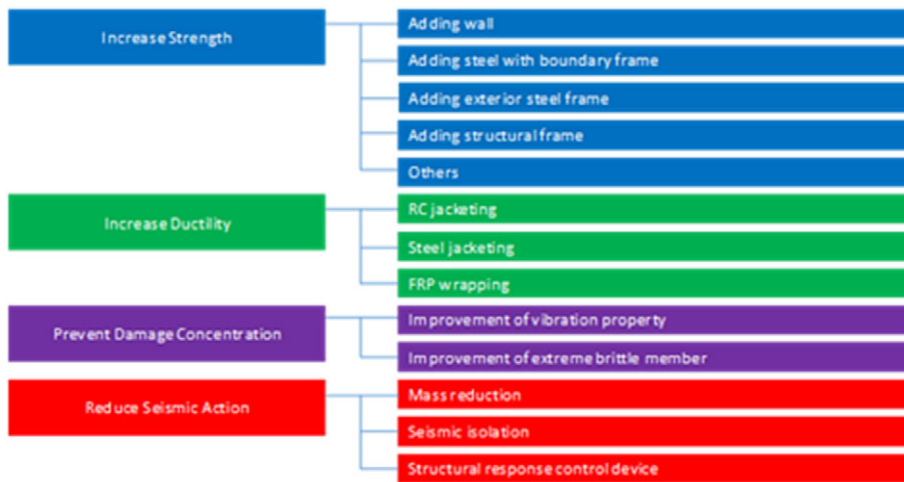 Increase Strength
Adding wall
Adding steel with boundary frame
Adding exterior steel frame
Adding structural frame
Others
Increase Ductility
RC jacketing
Steel jacketing
FRP wrapping
Prevent Damage Concentration
Improvement of vibration property
Improvement of extreme brittle member
Reduce Seismic Action
Mass reduction
Seismic isolation
Structural response control device